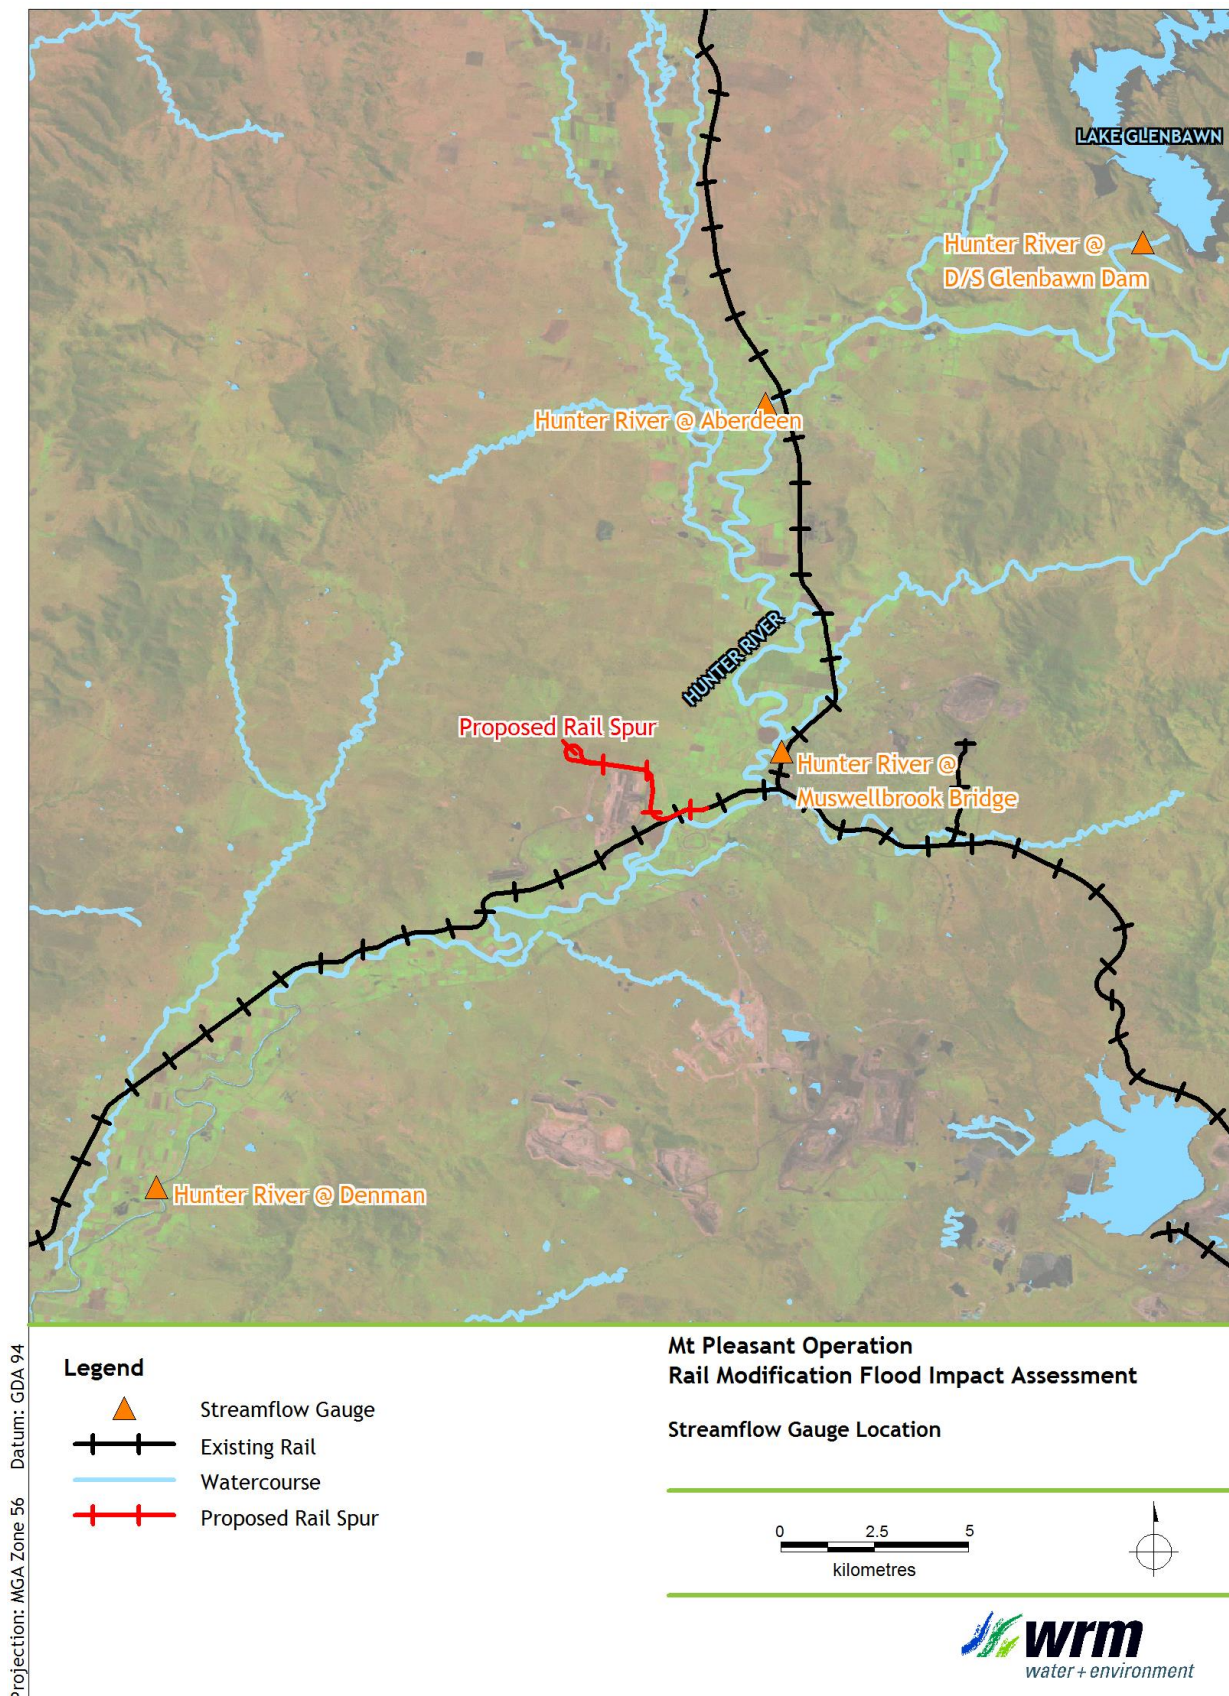 LAKE GLENBAWN
Hunter River @
D/S Glenbawn Dam
Hunter River @ Aberdeen
HUNTER RIVER
Proposed Rail Spur
Hunter River @
Muswellbrook Bridge
Hunter River @ Denman
Legend
Streamflow Gauge
Existing Rail
Watercourse
Proposed Rail Spur
Mt Pleasant Operation
Rail Modification Flood Impact Assessment
Streamflow Gauge Location
0 2.5 5
kilometres
wrm
water + environment
Projection: MGA Zone 56 Datum: GDA 94